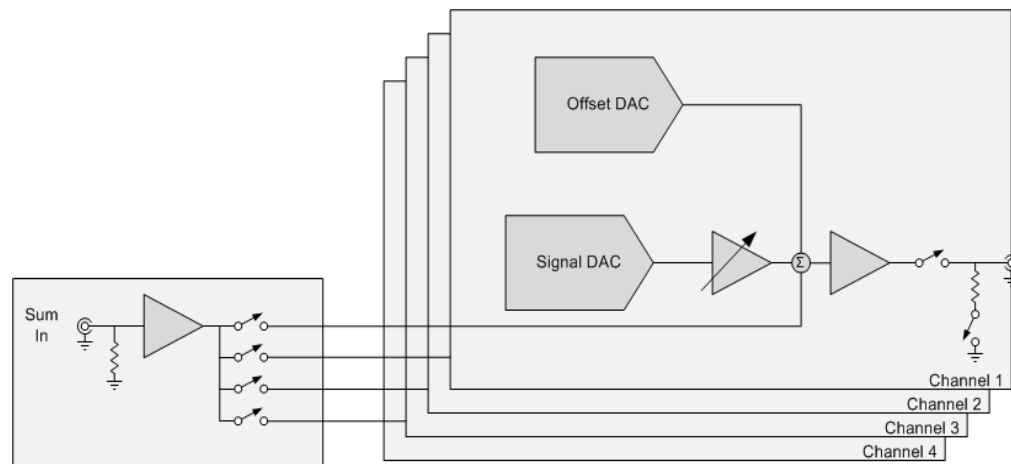 Offset DAC
Signal DAC
Σ
Sum
In
Channel 1
Channel 2
Channel 3
Channel 4